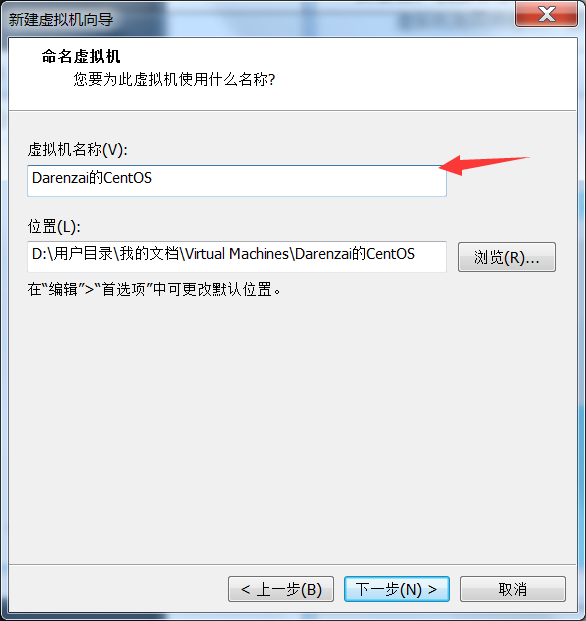 新建虚拟机向导
命名虚拟机
您要为此虚拟机使用什么名称?
虚拟机名称(V):
Darenzai的CentOS
位置(L):
D:\用户目录\我的文档\Virtual Machines\Darenzai的CentOS
浏览(R)...
在“编辑”>“首选项”中可更改默认位置。
< 上一步(B)
下一步(N) >
取消